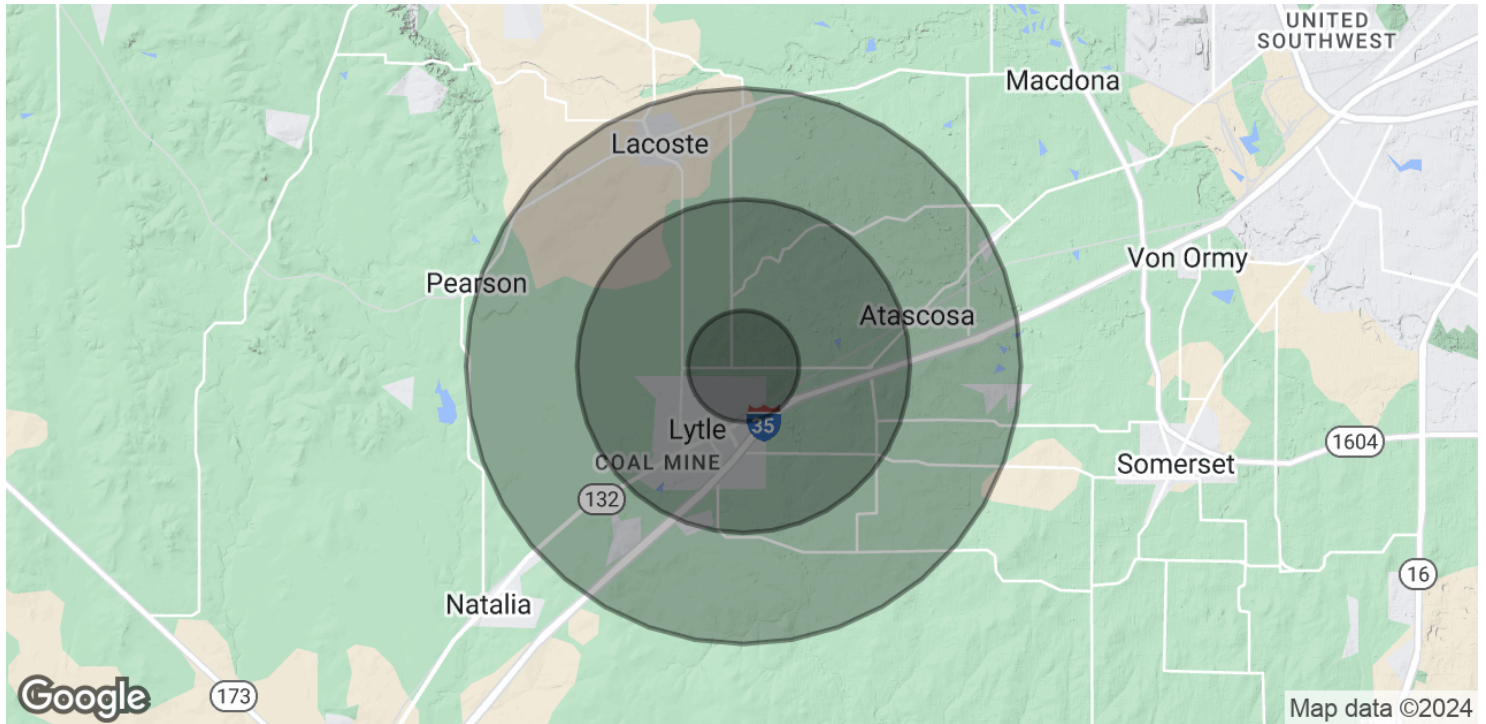 UNITED
SOUTHWEST
Macdona
Lacoste
Von Ormy
Pearson
Atascosa
Lytle
35
COAL MINE
1604
Somerset
132
16
Natalia
Google
173
Map data ©2024